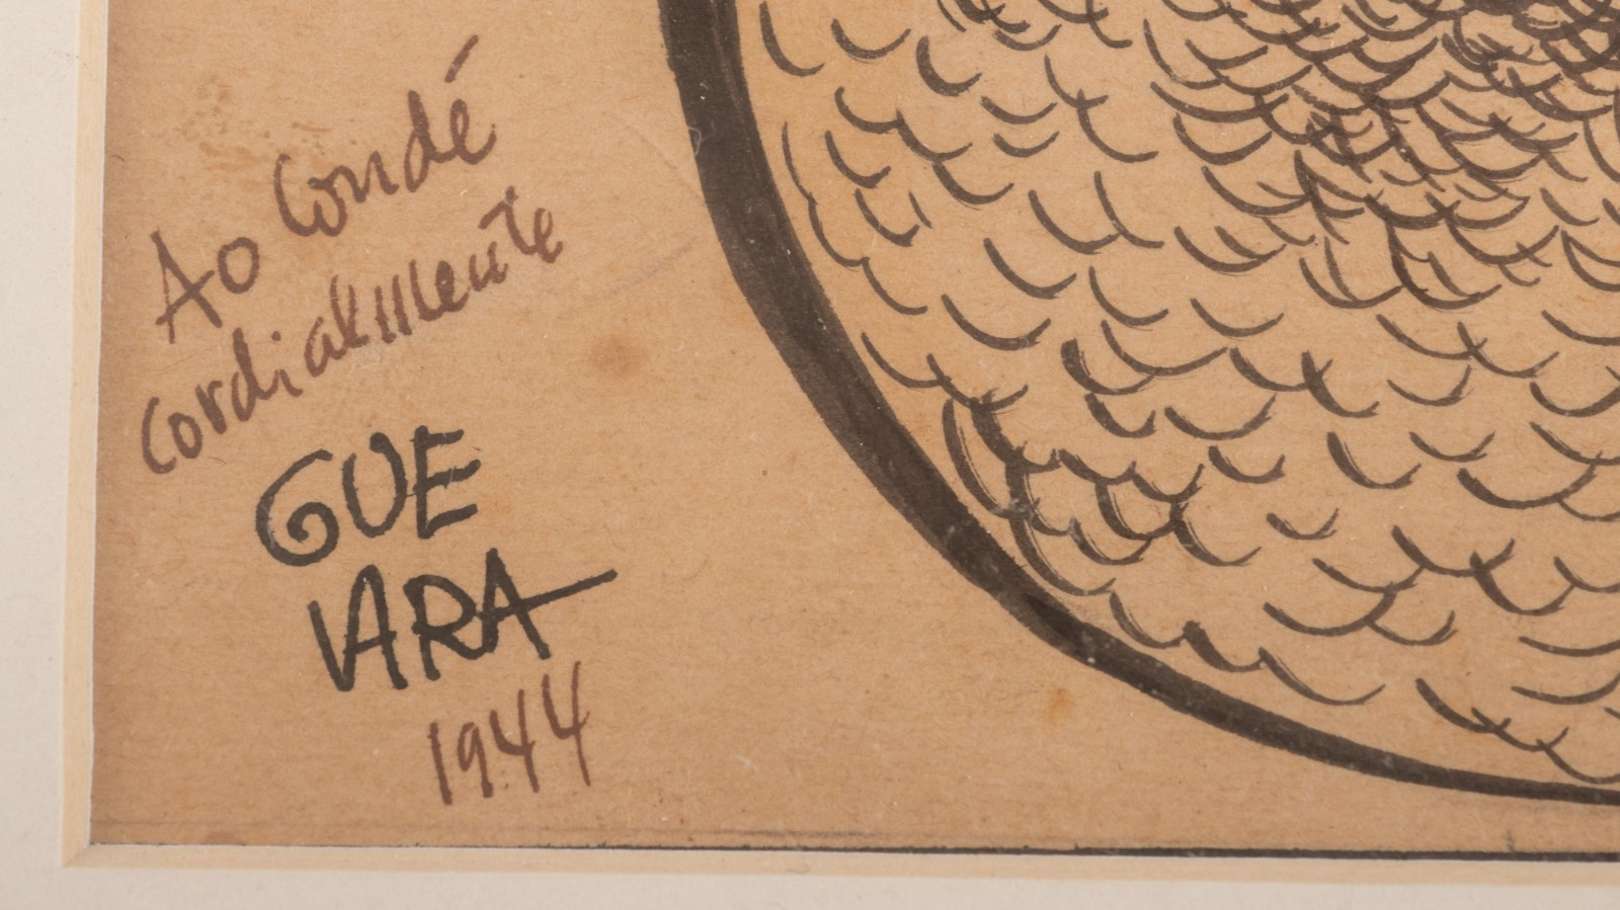 Ao Condé
cordialmente
GUE
VARA
1944